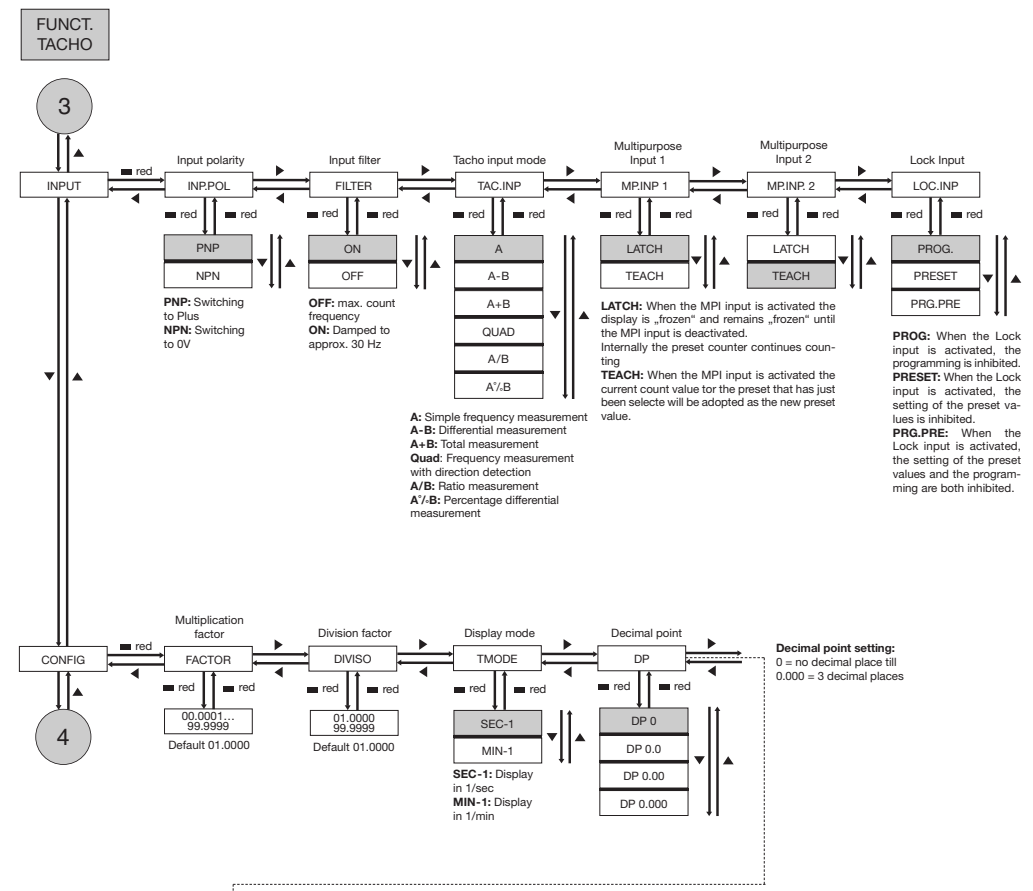 FUNCT.
TACHO
3
red
Input polarity
Input filter
Tacho input mode
Multipurpose
Input 1
Multipurpose
Input 2
Lock Input
INPUT
INP.POL
FILTER
TAC.INP
MP.INP 1
MP.INP. 2
LOC.INP
red red
red red
red red
red red
red red
red red
PNP
NPN
PNP: Switching
to Plus
NPN: Switching
to 0V
ON
OFF
OFF: max. count
frequency
ON: Damped to
approx. 30 Hz
A
A-B
A+B
QUAD
A/B
A°/₀B
A: Simple frequency measurement
A-B: Differential measurement
A+B: Total measurement
Quad: Frequency measurement
with direction detection
A/B: Ratio measurement
A°/₀B: Percentage differential
measurement
LATCH
TEACH
LATCH
TEACH
LATCH: When the MPI input is activated the
display is „frozen“ and remains „frozen“ until
the MPI input is deactivated.
Internally the preset counter continues coun-
ting
TEACH: When the MPI input is activated the
current count value tor the preset that has just
been selecte will be adopted as the new preset
value.
PROG.
PRESET
PRG.PRE
PROG: When the Lock
input is activated, the
programming is inhibited.
PRESET: When the Lock
input is activated, the
setting of the preset va-
lues is inhibited.
PRG.PRE: When the
Lock input is activated,
the setting of the preset
values and the program-
ming are both inhibited.
Multiplication
factor
Division factor
Display mode
Decimal point
red
CONFIG
FACTOR
DIVISO
TMODE
DP
Decimal point setting:
0 = no decimal place till
0.000 = 3 decimal places
red red
red red
red red
red red
4
00.0001...
99.9999
Default 01.0000
01.0000
99.9999
Default 01.0000
SEC-1
MIN-1
SEC-1: Display
in 1/sec
MIN-1: Display
in 1/min
DP 0
DP 0.0
DP 0.00
DP 0.000